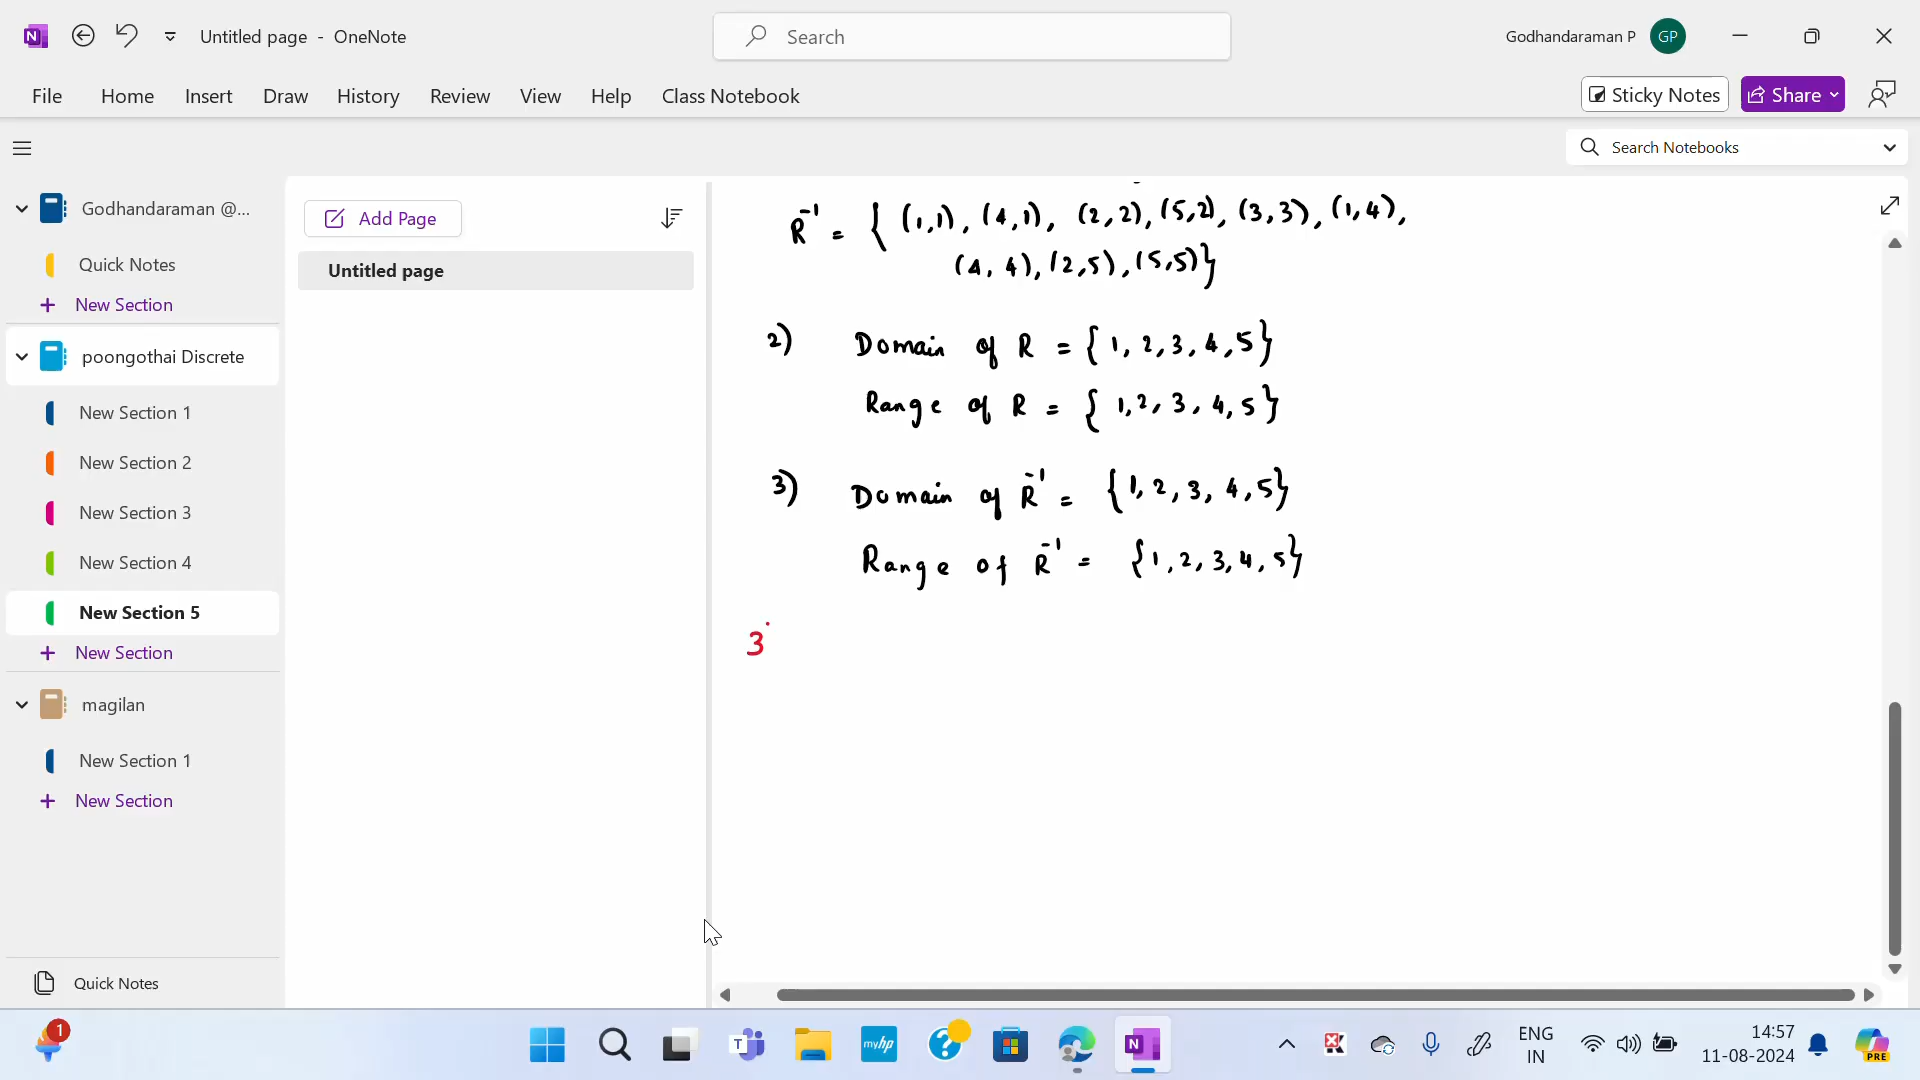 Untitled page - OneNote
Search
Godhandaraman P
GP
File Home Insert Draw History Review View Help Class Notebook
Sticky Notes
Share
Search Notebooks
Godhandaraman @...
Quick Notes
New Section
poongothai Discrete
New Section 1
New Section 2
New Section 3
New Section 4
New Section 5
New Section
magilan
New Section 1
New Section
Quick Notes
Add Page
Untitled page
R⁻¹ = { (1,1), (4,1), (2,2), (5,2), (3,3), (1,4),
(4,4), (2,5), (5,5)}
2) Domain of R = {1, 2, 3, 4, 5}
Range of R = { 1,2, 3, 4, 5}
3) Domain of R⁻¹ = {1, 2, 3, 4, 5}
Range of R⁻¹ = {1, 2, 3, 4, 5}
3
1
T
myhp
?
N
ENG
IN
14:57
11-08-2024
PRE